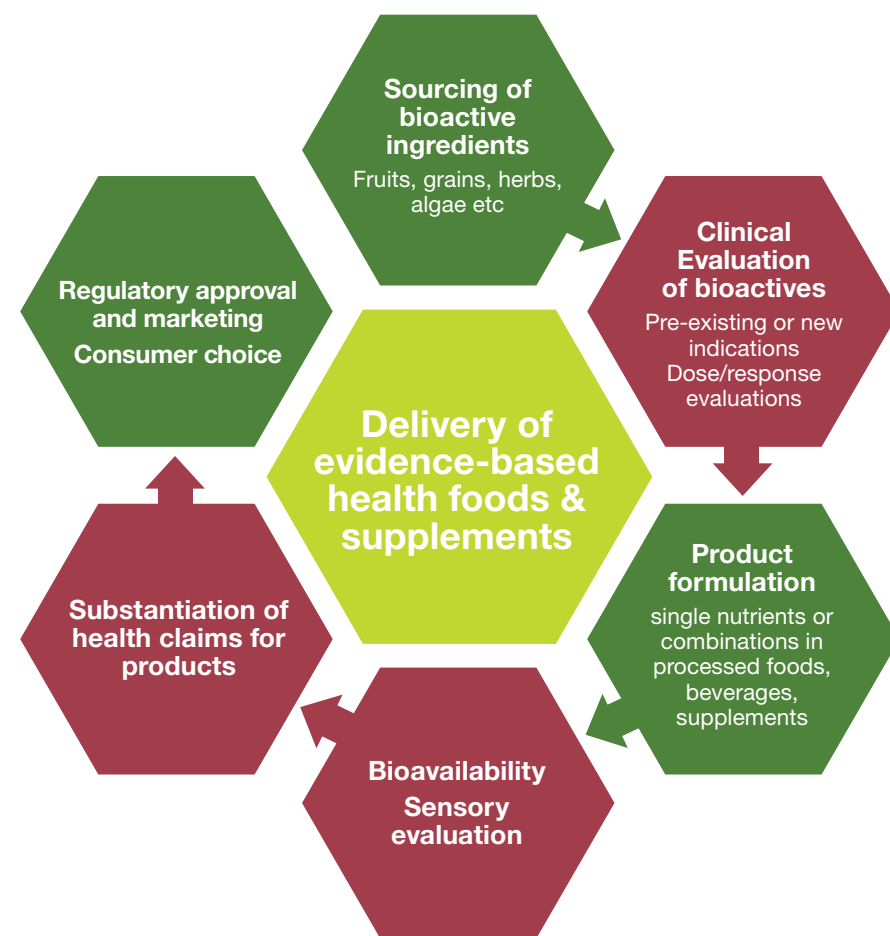 Sourcing of
bioactive
ingredients
Fruits, grains, herbs,
algae etc
Clinical
Evaluation
of bioactives
Pre-existing or new
indications
Dose/response
evaluations
Product
formulation
single nutrients or
combinations in
processed foods,
beverages,
supplements
Bioavailability
Sensory
evaluation
Substantiation of
health claims for
products
Regulatory approval
and marketing
Consumer choice
Delivery of
evidence-based
health foods &
supplements